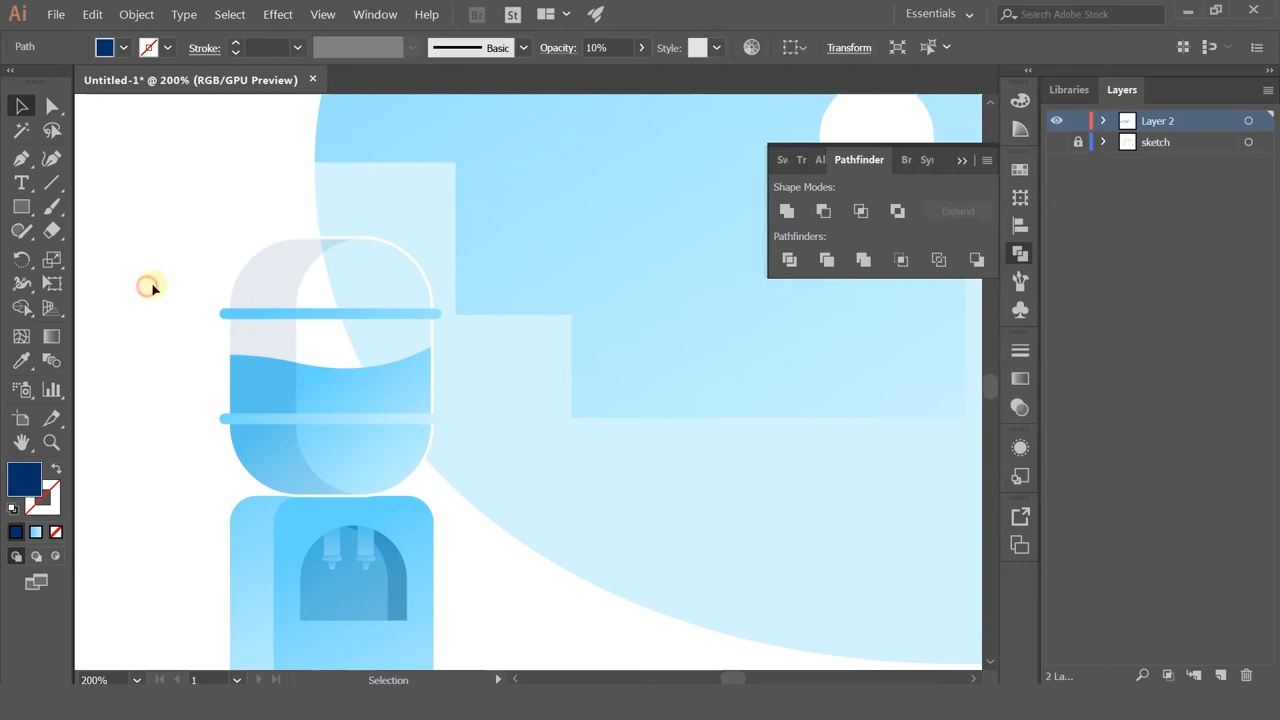 Ai File Edit Object Type Select Effect View Window Help Br St Essentials Search Adobe Stock
Path Stroke: Basic Opacity: 10% Style: Transform
Untitled-1* @ 200% (RGB/GPU Preview)
Libraries Layers
Layer 2
sketch
Sw Tr Al Pathfinder Br Syr
Shape Modes:
Expand
Pathfinders:
200% 1 Selection
2 La...